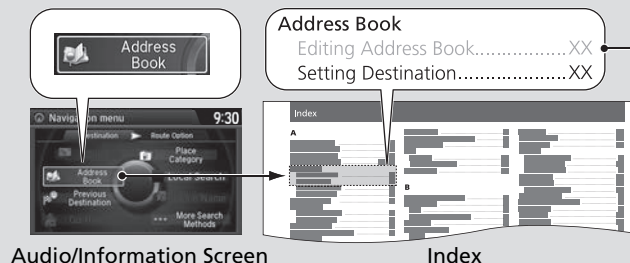 Address
Book
Address Book
Editing Address Book................XX
Setting Destination...................XX
Navigation menu
9:30
Destination
Route Option
Place
Category
Address
Book
Local Search
Previous
Destination
More Search
Methods
Index
A
B
Audio/Information Screen
Index